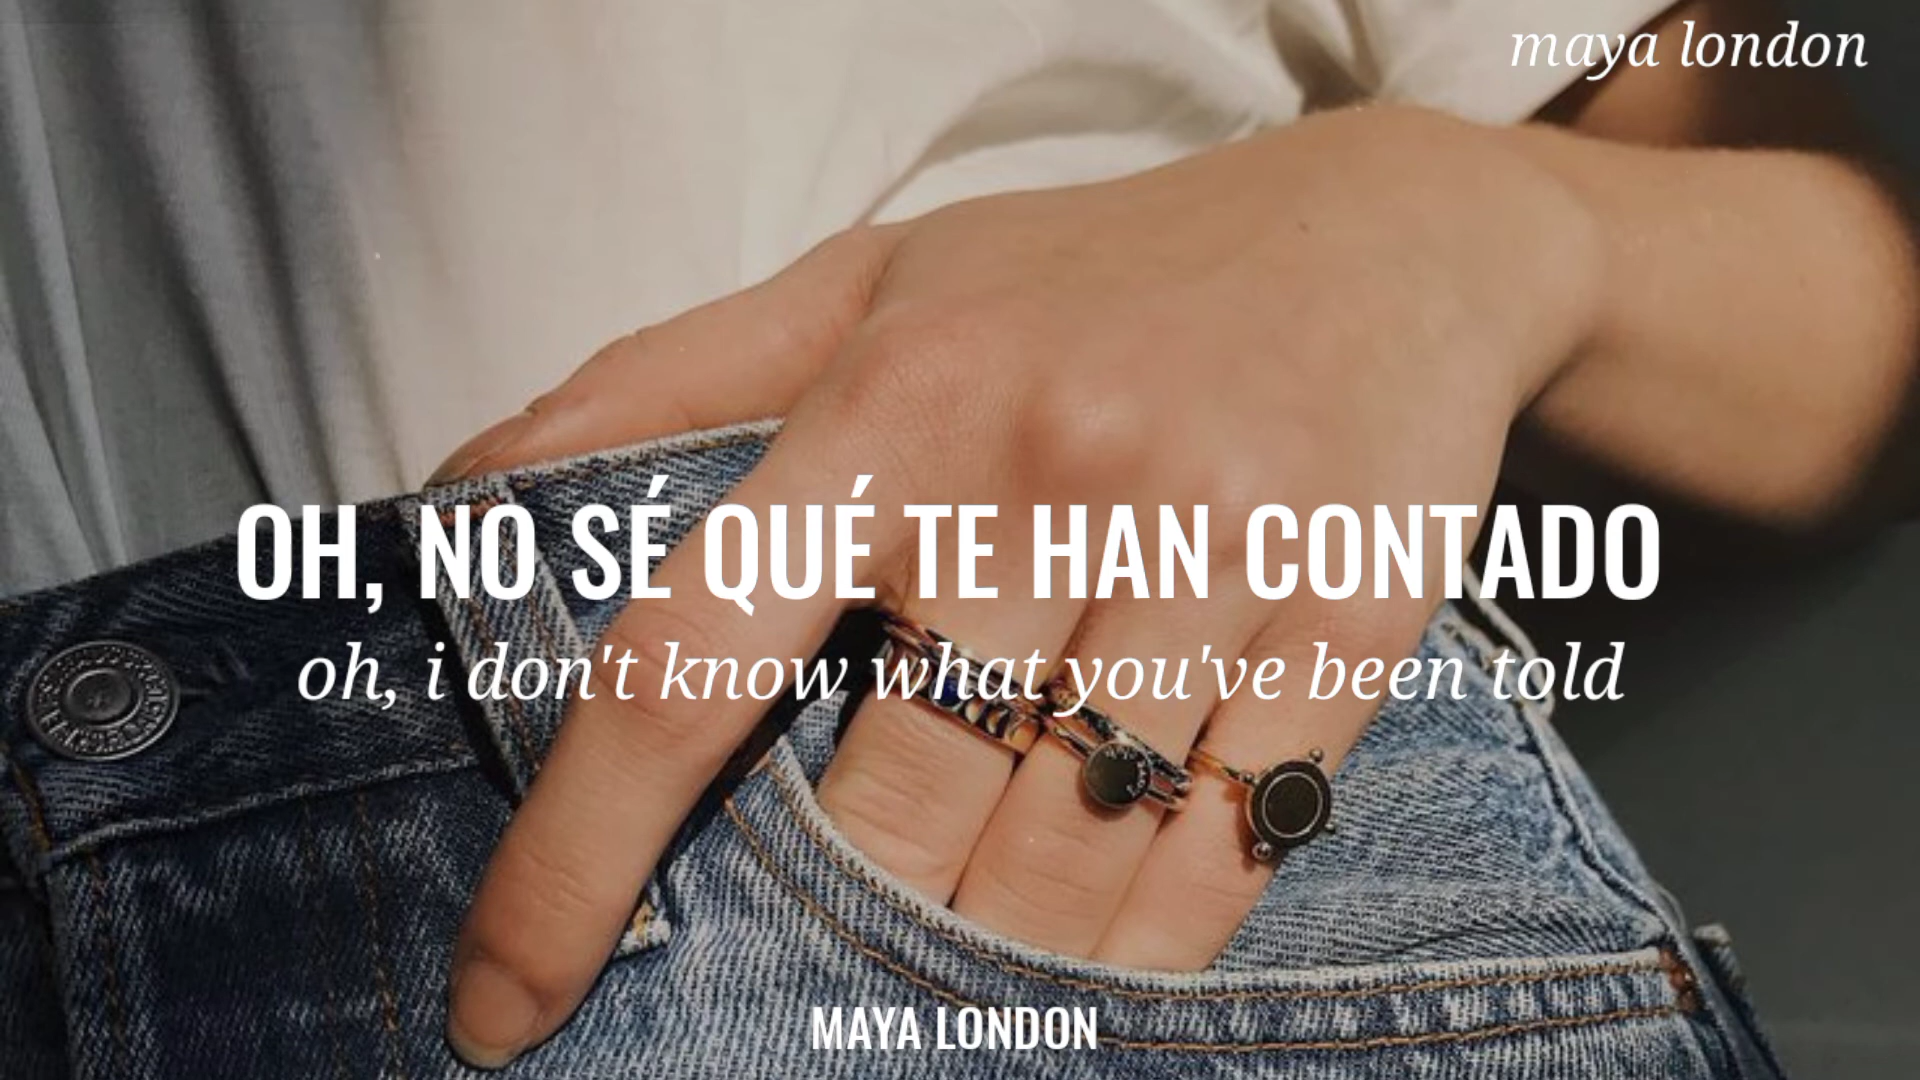 maya london
OH, NO SÉ QUÉ TE HAN CONTADO
oh, i don't know what you've been told
MAYA LONDON